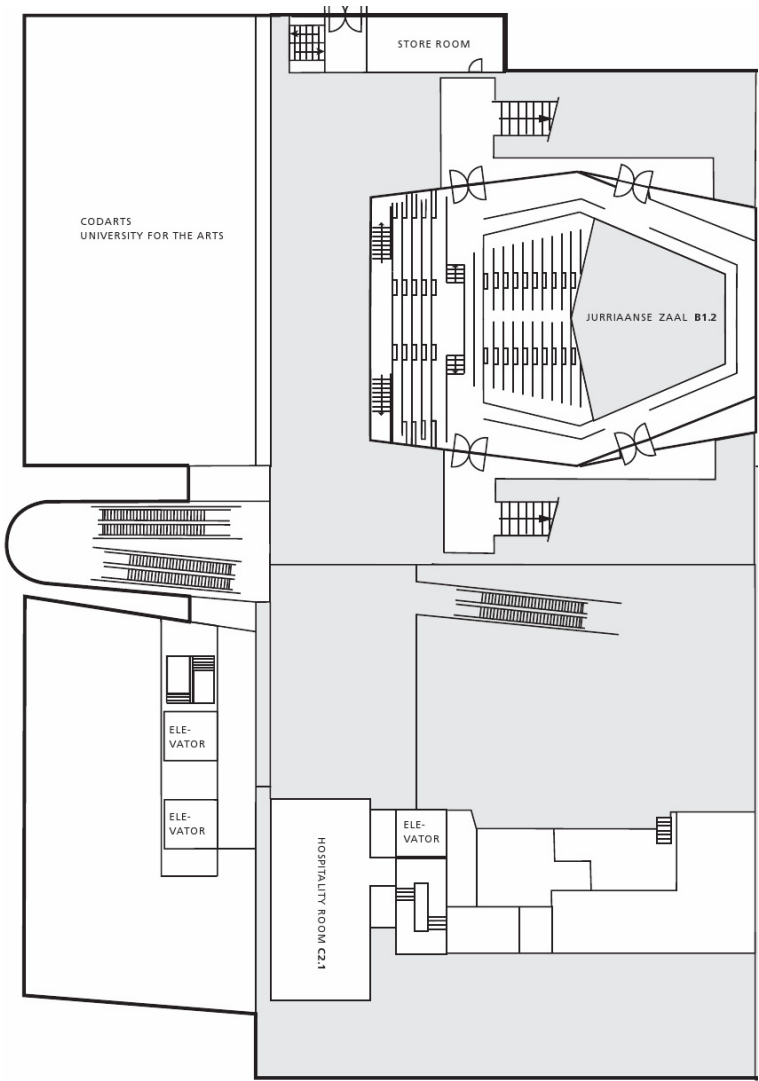 STORE ROOM
CODARTS
UNIVERSITY FOR THE ARTS
JURRIAANSE ZAAL B1.2
ELE-
VATOR
ELE-
VATOR
ELE-
VATOR
HOSPITALITY ROOM C2.1